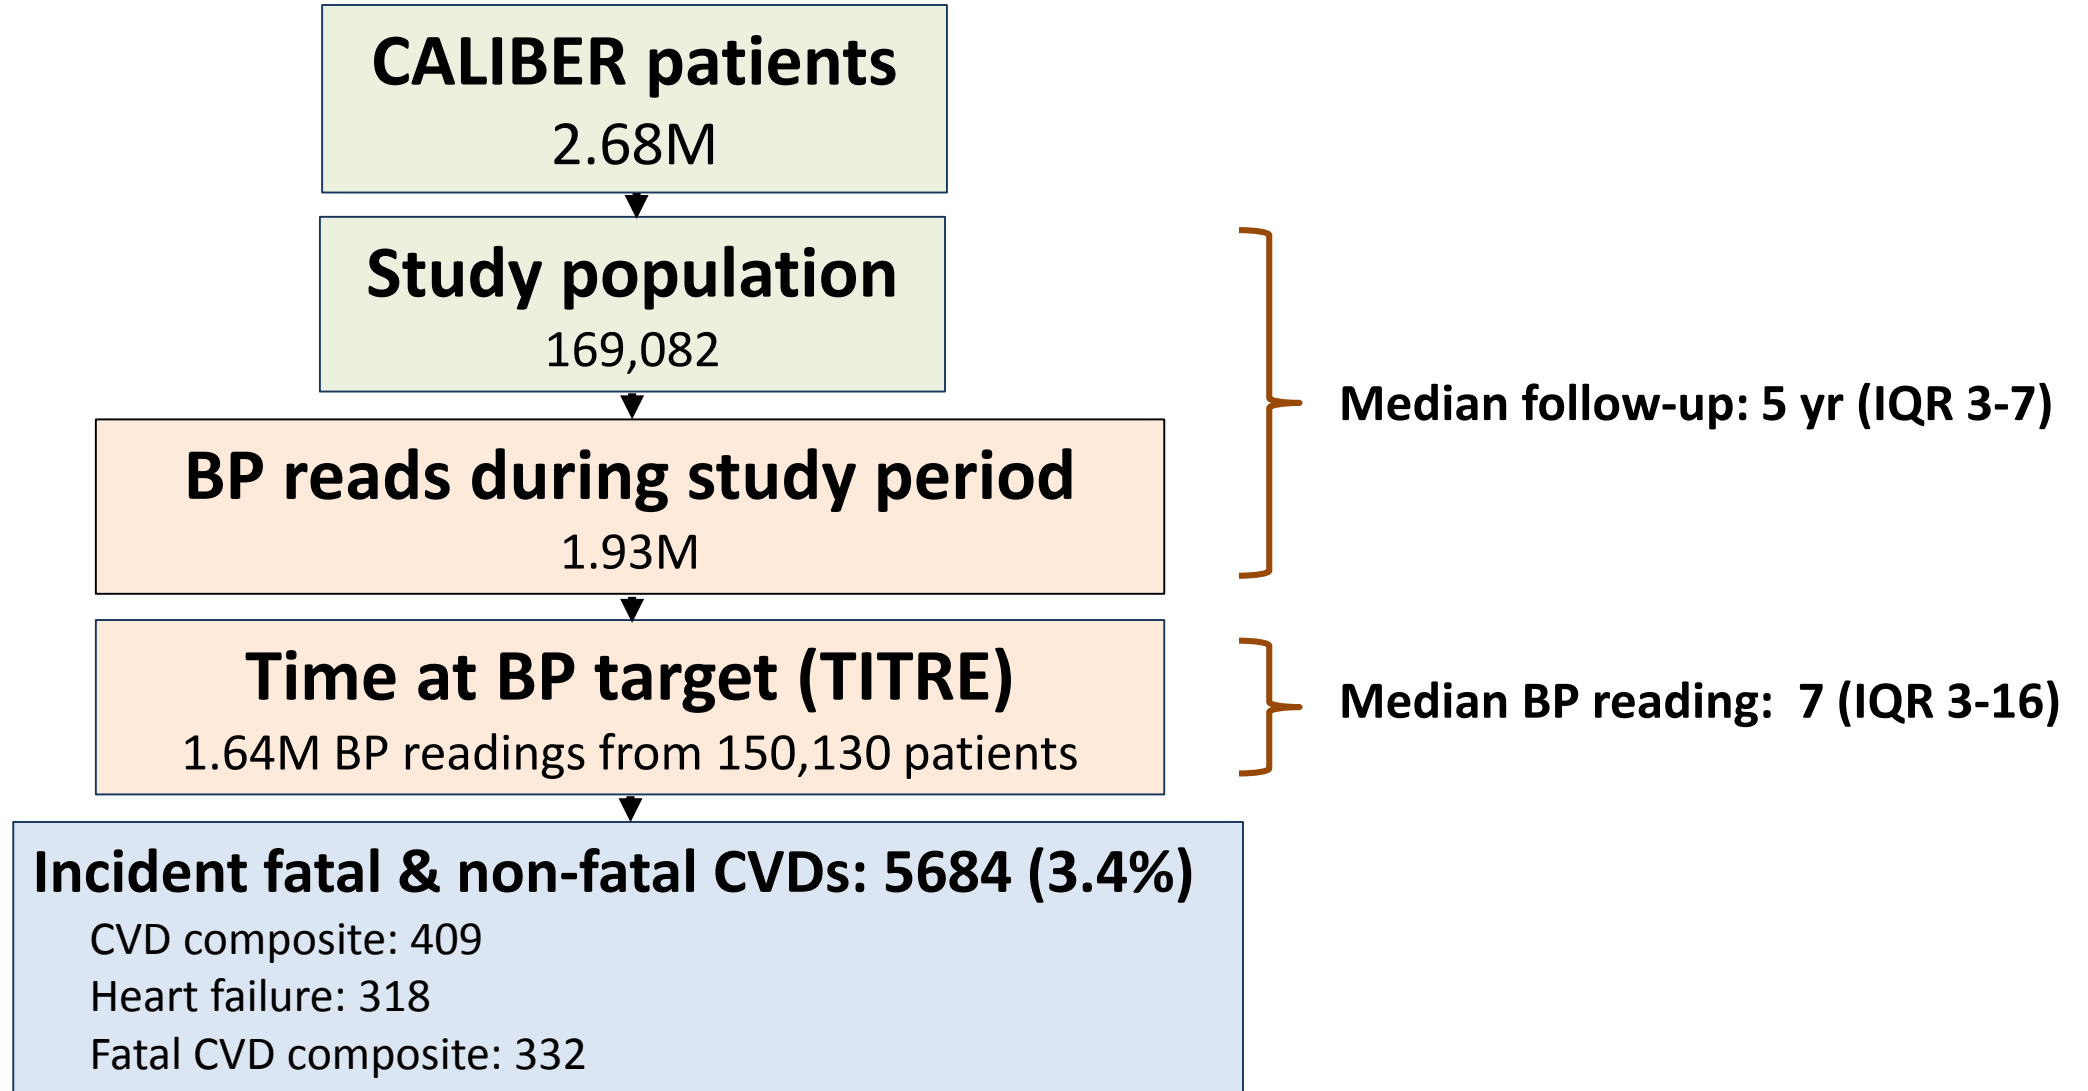 CALIBER patients
2.68M
Study population
169,082
BP reads during study period
1.93M
Median follow-up: 5 yr (IQR 3-7)
Time at BP target (TITRE)
1.64M BP readings from 150,130 patients
Median BP reading:  7 (IQR 3-16)
Incident fatal & non-fatal CVDs: 5684 (3.4%)
CVD composite: 409
Heart failure: 318
Fatal CVD composite: 332